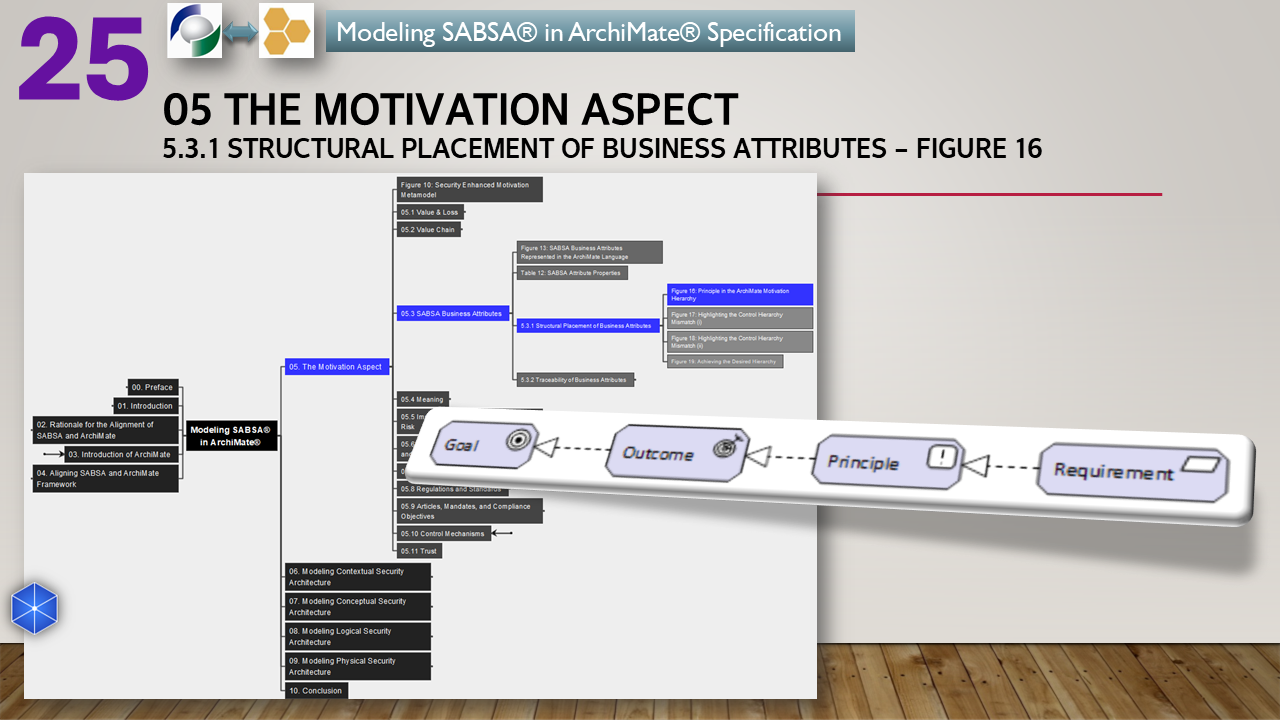 25
Modeling SABSA® in ArchiMate® Specification
05 THE MOTIVATION ASPECT
5.3.1 STRUCTURAL PLACEMENT OF BUSINESS ATTRIBUTES – FIGURE 16
00. Preface
01. Introduction
02. Rationale for the Alignment of
SABSA and ArchiMate
03. Introduction of ArchiMate
04. Aligning SABSA and ArchiMate
Framework
Modeling SABSA®
in ArchiMate®
05. The Motivation Aspect
Figure 10: Security Enhanced Motivation
Metamodel
05.1 Value & Loss
05.2 Value Chain
05.3 SABSA Business Attributes
Figure 13: SABSA Business Attributes
Represented in the ArchiMate Language
Table 12: SABSA Attribute Properties
5.3.1 Structural Placement of Business Attributes
Figure 16: Principle in the ArchiMate Motivation
Hierarchy
Figure 17: Highlighting the Control Hierarchy
Mismatch (i)
Figure 18: Highlighting the Control Hierarchy
Mismatch (ii)
Figure 19: Achieving the Desired Hierarchy
5.3.2 Traceability of Business Attributes
05.4 Meaning
05.5
Risk
05.8 Regulations and Standards
05.9 Articles, Mandates, and Compliance
Objectives
05.10 Control Mechanisms
05.11 Trust
06. Modeling Contextual Security
Architecture
07. Modeling Conceptual Security
Architecture
08. Modeling Logical Security
Architecture
09. Modeling Physical Security
Architecture
10. Conclusion
Goal
Outcome
Principle
Requirement